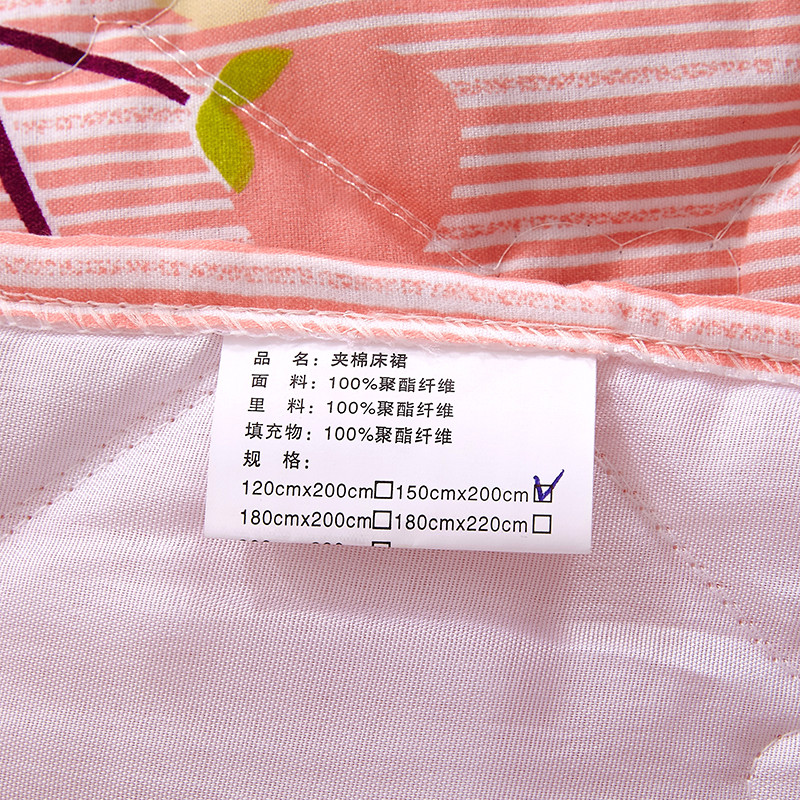 品 名：夹棉床裙
面 料：100%聚酯纤维
里 料：100%聚酯纤维
填充物：100%聚酯纤维
规 格：
120cmx200cm□150cmx200cm☑
180cmx200cm□180cmx220cm□